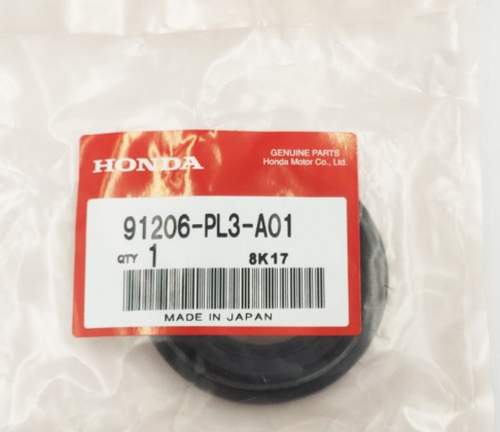 HONDA
GENUINE PARTS
Honda Motor Co., Ltd.
91206-PL3-A01
QTY 1 8K17
MADE IN JAPAN